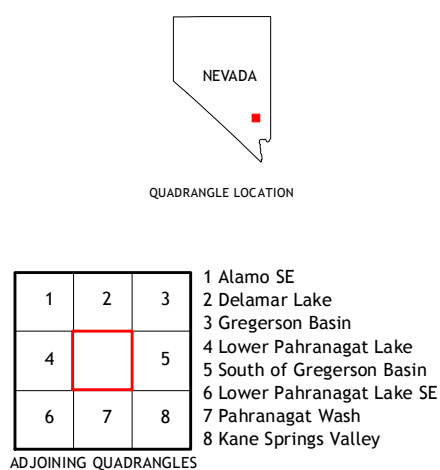 NEVADA
QUADRANGLE LOCATION
1 2 3
4 5
6 7 8
1 Alamo SE
2 Delamar Lake
3 Gregerson Basin
4 Lower Pahranagat Lake
5 South of Gregerson Basin
6 Lower Pahranagat Lake SE
7 Pahranagat Wash
8 Kane Springs Valley
ADJOINING QUADRANGLES